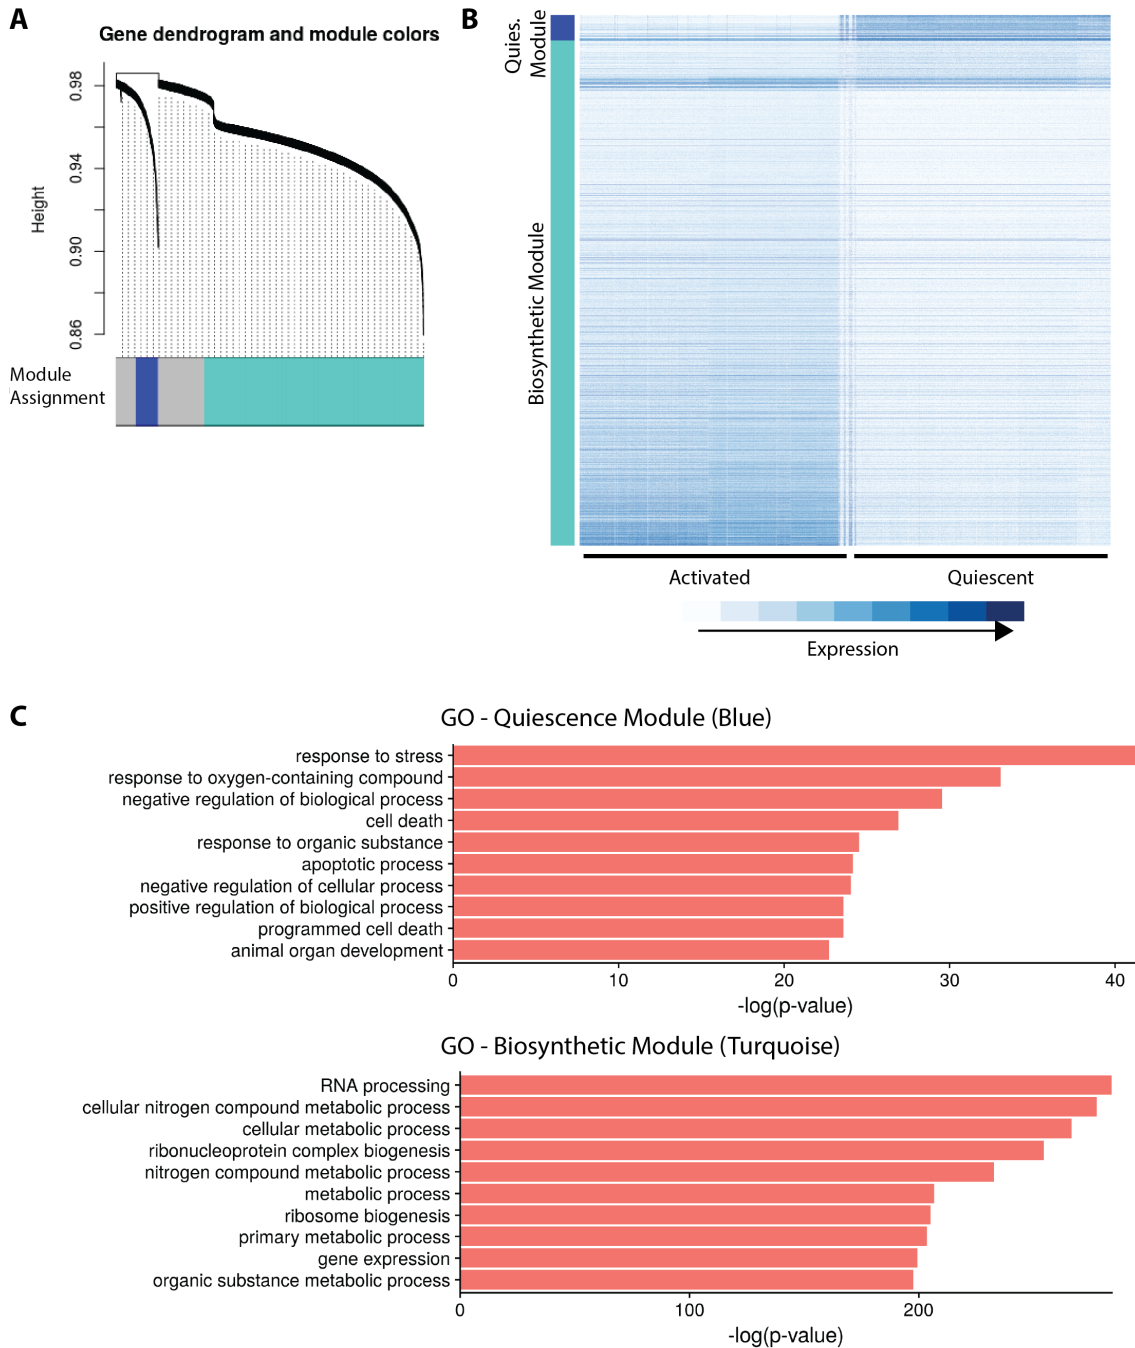 A
Gene dendrogram and module colors
Height
0.98
0.94
0.90
0.86
Module
Assignment
B
Quies.
Module
Biosynthetic Module
Activated
Quiescent
Expression
C
GO - Quiescence Module (Blue)
response to stress
response to oxygen-containing compound
negative regulation of biological process
cell death
response to organic substance
apoptotic process
negative regulation of cellular process
positive regulation of biological process
programmed cell death
animal organ development
0 10 20 30 40
-log(p-value)
GO - Biosynthetic Module (Turquoise)
RNA processing
cellular nitrogen compound metabolic process
cellular metabolic process
ribonucleoprotein complex biogenesis
nitrogen compound metabolic process
metabolic process
ribosome biogenesis
primary metabolic process
gene expression
organic substance metabolic process
0 100 200
-log(p-value)